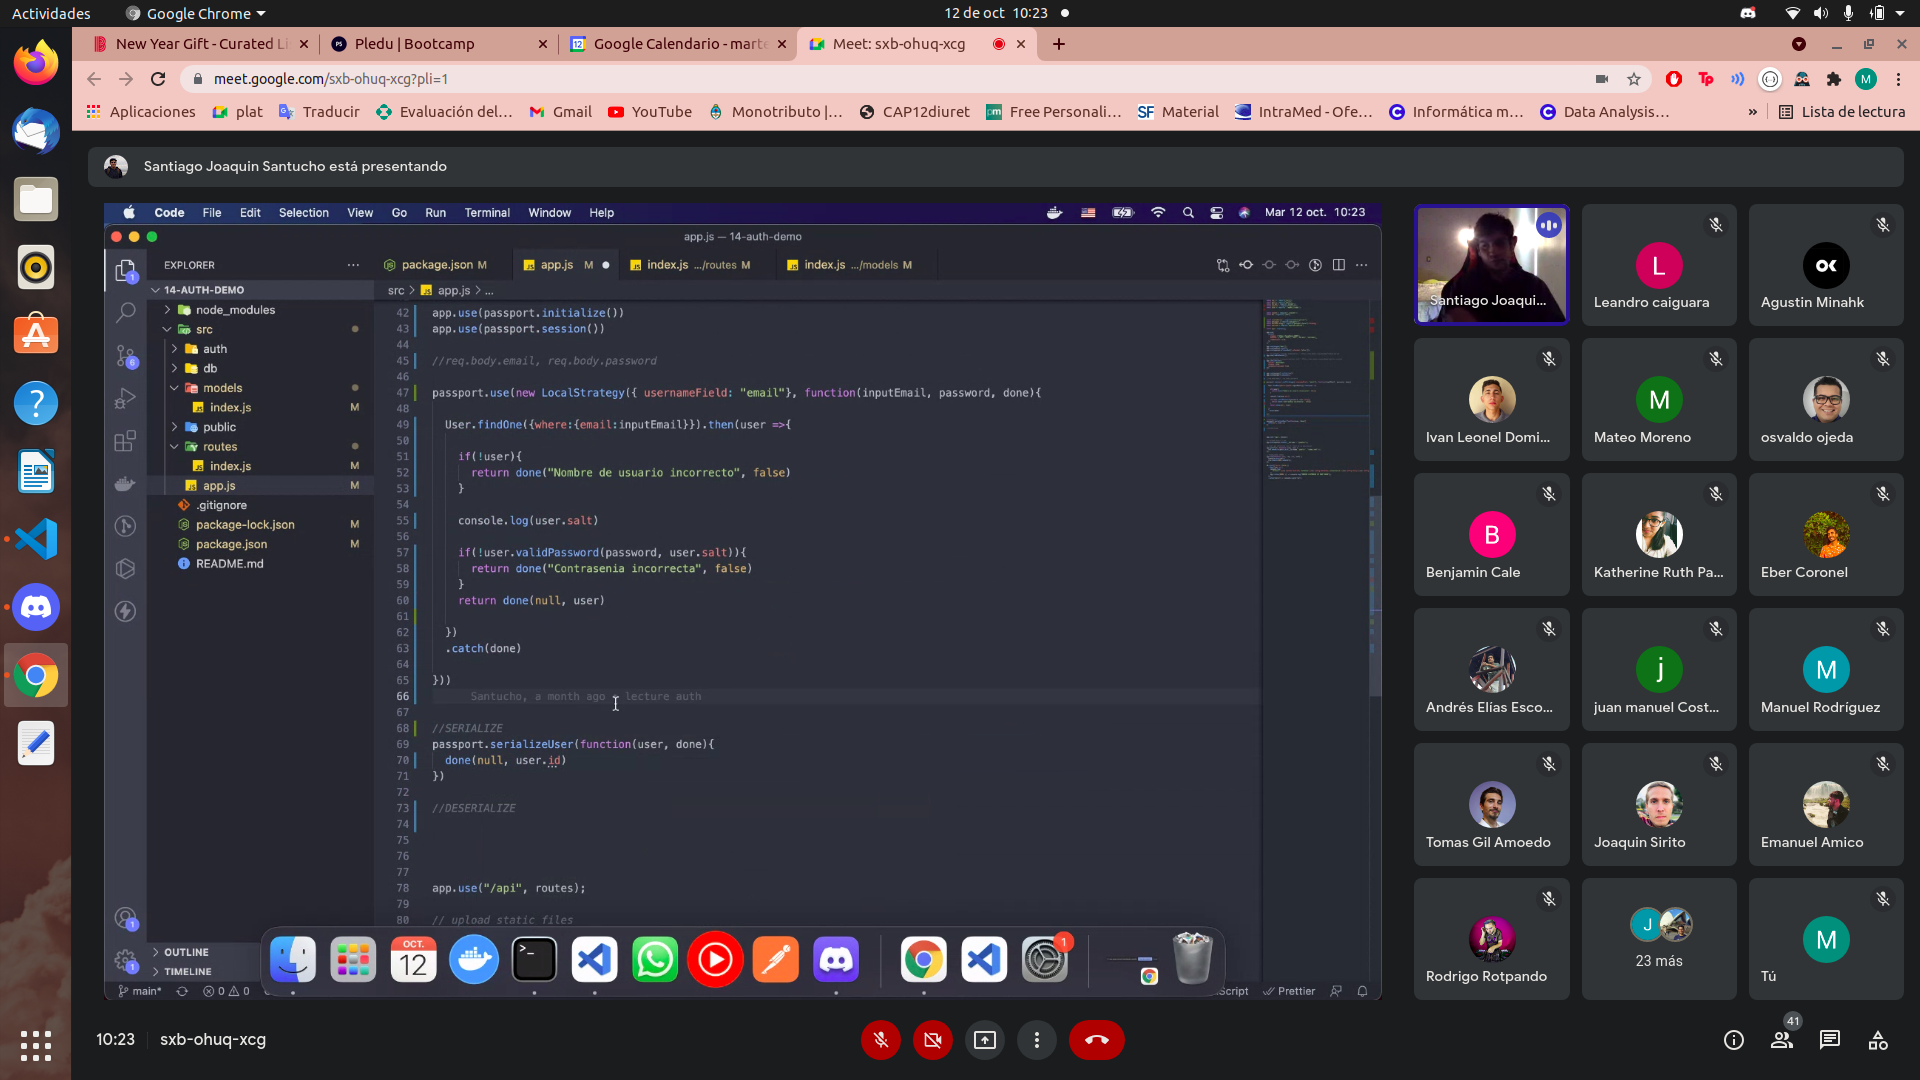 Actividades
Google Chrome
12 de oct 10:23
New Year Gift - Curated Li
Pledu | Bootcamp
Google Calendario - marte
Meet: sxb-ohuq-xcg
meet.google.com/sxb-ohuq-xcg?pli=1
M
Aplicaciones
plat
Traducir
Evaluación del...
Gmail
YouTube
Monotributo |...
CAP12diuret
Free Personali...
Material
IntraMed - Ofe...
Informática m...
Data Analysis...
»
Lista de lectura
Santiago Joaquin Santucho está presentando
Code File Edit Selection View Go Run Terminal Window Help
Mar 12 oct. 10:23
app.js — 14-auth-demo
EXPLORER
package.json M
app.js M
index.js .../routes M
index.js .../models M
14-AUTH-DEMO
src > app.js > ...
node_modules
src
auth
db
models
index.js M
public
routes
index.js M
app.js M
.gitignore
package-lock.json M
package.json M
README.md
OUTLINE
TIMELINE
42 app.use(passport.initialize())
43 app.use(passport.session())
44
45 //req.body.email, req.body.password
46
47 passport.use(new LocalStrategy({ usernameField: "email"}, function(inputEmail, password, done){
48
49 User.findOne({where:{email:inputEmail}}).then(user =>{
50
51 if(!user){
52 return done("Nombre de usuario incorrecto", false)
53 }
54
55 console.log(user.salt)
56
57 if(!user.validPassword(password, user.salt)){
58 return done("Contrasenia incorrecta", false)
59 }
60 return done(null, user)
61
62 })
63 .catch(done)
64
65 }))
66 Santucho, a month ago • lecture auth
67
68 //SERIALIZE
69 passport.serializeUser(function(user, done){
70 done(null, user.id)
71 })
72
73 //DESERIALIZE
74
75
76
77
78 app.use("/api", routes);
79
80 // upload static files
main*
0 0
OCT.
12
1
Script
Prettier
Santiago Joaqui...
L
Leandro caiguara
OK
Agustin Minahk
Ivan Leonel Domi...
M
Mateo Moreno
osvaldo ojeda
B
Benjamin Cale
Katherine Ruth Pa...
Eber Coronel
Andrés Elías Esco...
j
juan manuel Cost...
M
Manuel Rodríguez
Tomas Gil Amoedo
Joaquin Sirito
Emanuel Amico
Rodrigo Rotpando
J
23 más
M
Tú
10:23
sxb-ohuq-xcg
41